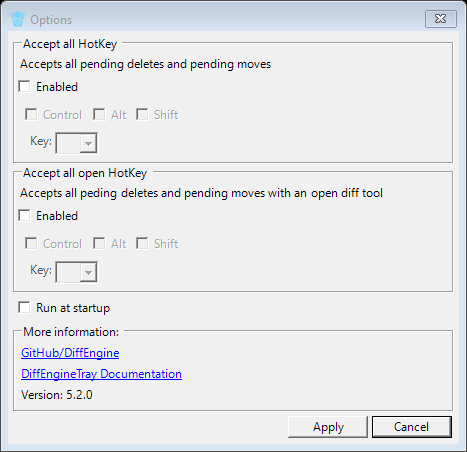 Options
Accept all HotKey
Accepts all pending deletes and pending moves
Enabled
Control Alt Shift
Key:
Accept all open HotKey
Accepts all peding deletes and pending moves with an open diff tool
Enabled
Control Alt Shift
Key:
Run at startup
More information:
GitHub/DiffEngine
DiffEngineTray Documentation
Version: 5.2.0
Apply Cancel